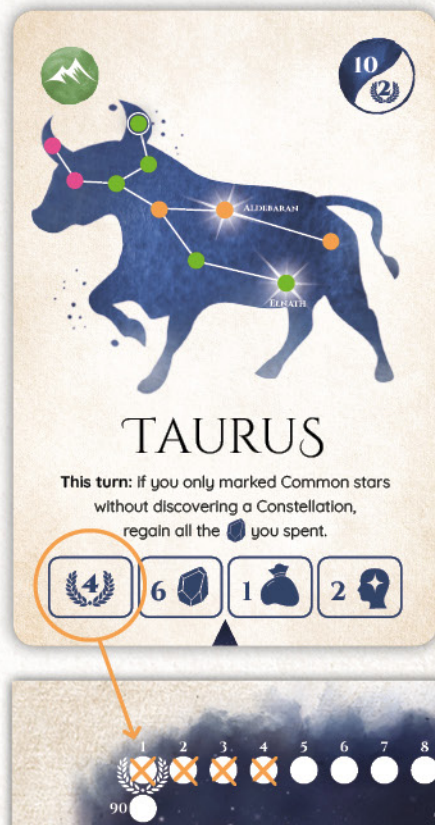 10
2
ALDEBARAN
ELNATH
TAURUS
This turn: if you only marked Common stars
without discovering a Constellation,
regain all the you spent.
4 6 1 2
1 2 3 4 5 6 7 8
90